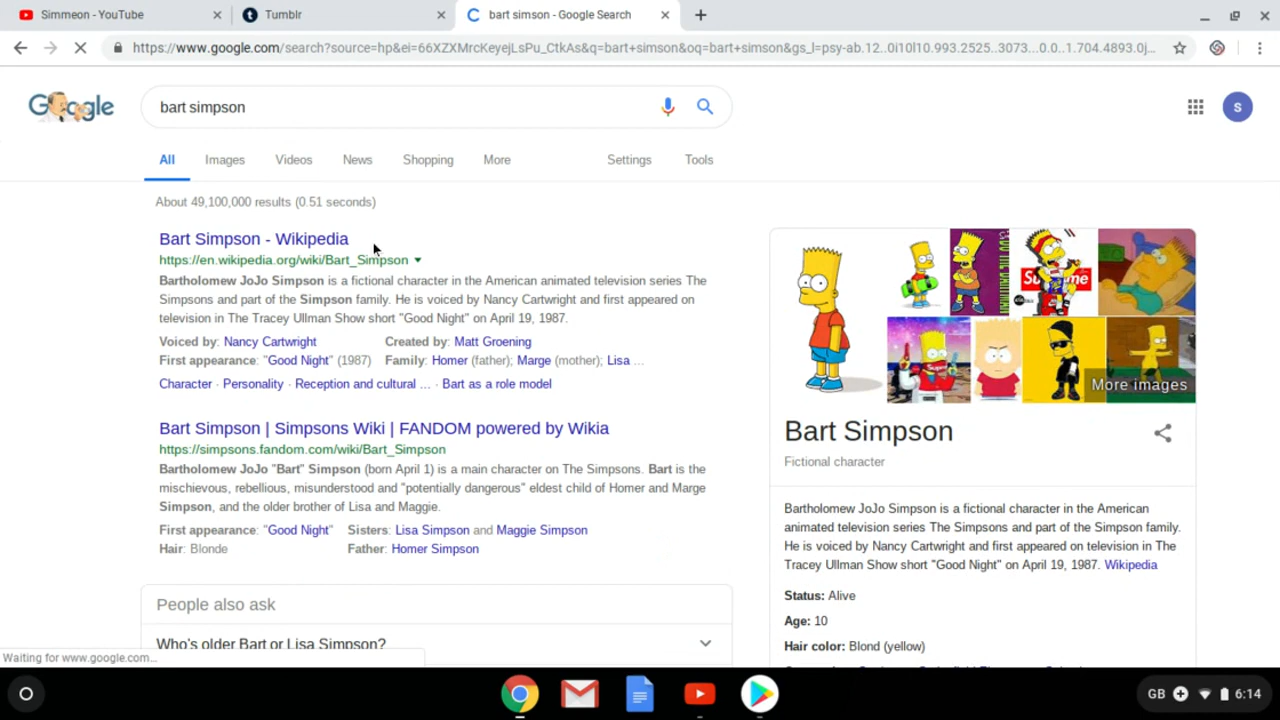 Simmeon - YouTube
Tumblr
bart simson - Google Search
https://www.google.com/search?source=hp&ei=66XZXMrcKeyejLsPu_CtkAs&q=bart+simson&oq=bart+simson&gs_l=psy-ab.12..0i10l10.993.2525..3073...0.0..1.704.4893.0j...
Google
bart simpson
S
All
Images
Videos
News
Shopping
More
Settings
Tools
About 49,100,000 results (0.51 seconds)
Bart Simpson - Wikipedia
https://en.wikipedia.org/wiki/Bart_Simpson
Bartholomew JoJo Simpson is a fictional character in the American animated television series The
Simpsons and part of the Simpson family. He is voiced by Nancy Cartwright and first appeared on
television in The Tracey Ullman Show short "Good Night" on April 19, 1987.
Voiced by: Nancy Cartwright Created by: Matt Groening
First appearance: "Good Night" (1987) Family: Homer (father); Marge (mother); Lisa ...
Character · Personality · Reception and cultural ... · Bart as a role model
Bart Simpson | Simpsons Wiki | FANDOM powered by Wikia
https://simpsons.fandom.com/wiki/Bart_Simpson
Bartholomew JoJo "Bart" Simpson (born April 1) is a main character on The Simpsons. Bart is the
mischievous, rebellious, misunderstood and "potentially dangerous" eldest child of Homer and Marge
Simpson, and the older brother of Lisa and Maggie.
First appearance: "Good Night" Sisters: Lisa Simpson and Maggie Simpson
Hair: Blonde Father: Homer Simpson
People also ask
Who's older Bart or Lisa Simpson?
More images
Bart Simpson
Fictional character
Bartholomew JoJo Simpson is a fictional character in the American
animated television series The Simpsons and part of the Simpson family.
He is voiced by Nancy Cartwright and first appeared on television in The
Tracey Ullman Show short "Good Night" on April 19, 1987. Wikipedia
Status: Alive
Age: 10
Hair color: Blond (yellow)
Waiting for www.google.com...
GB
6:14